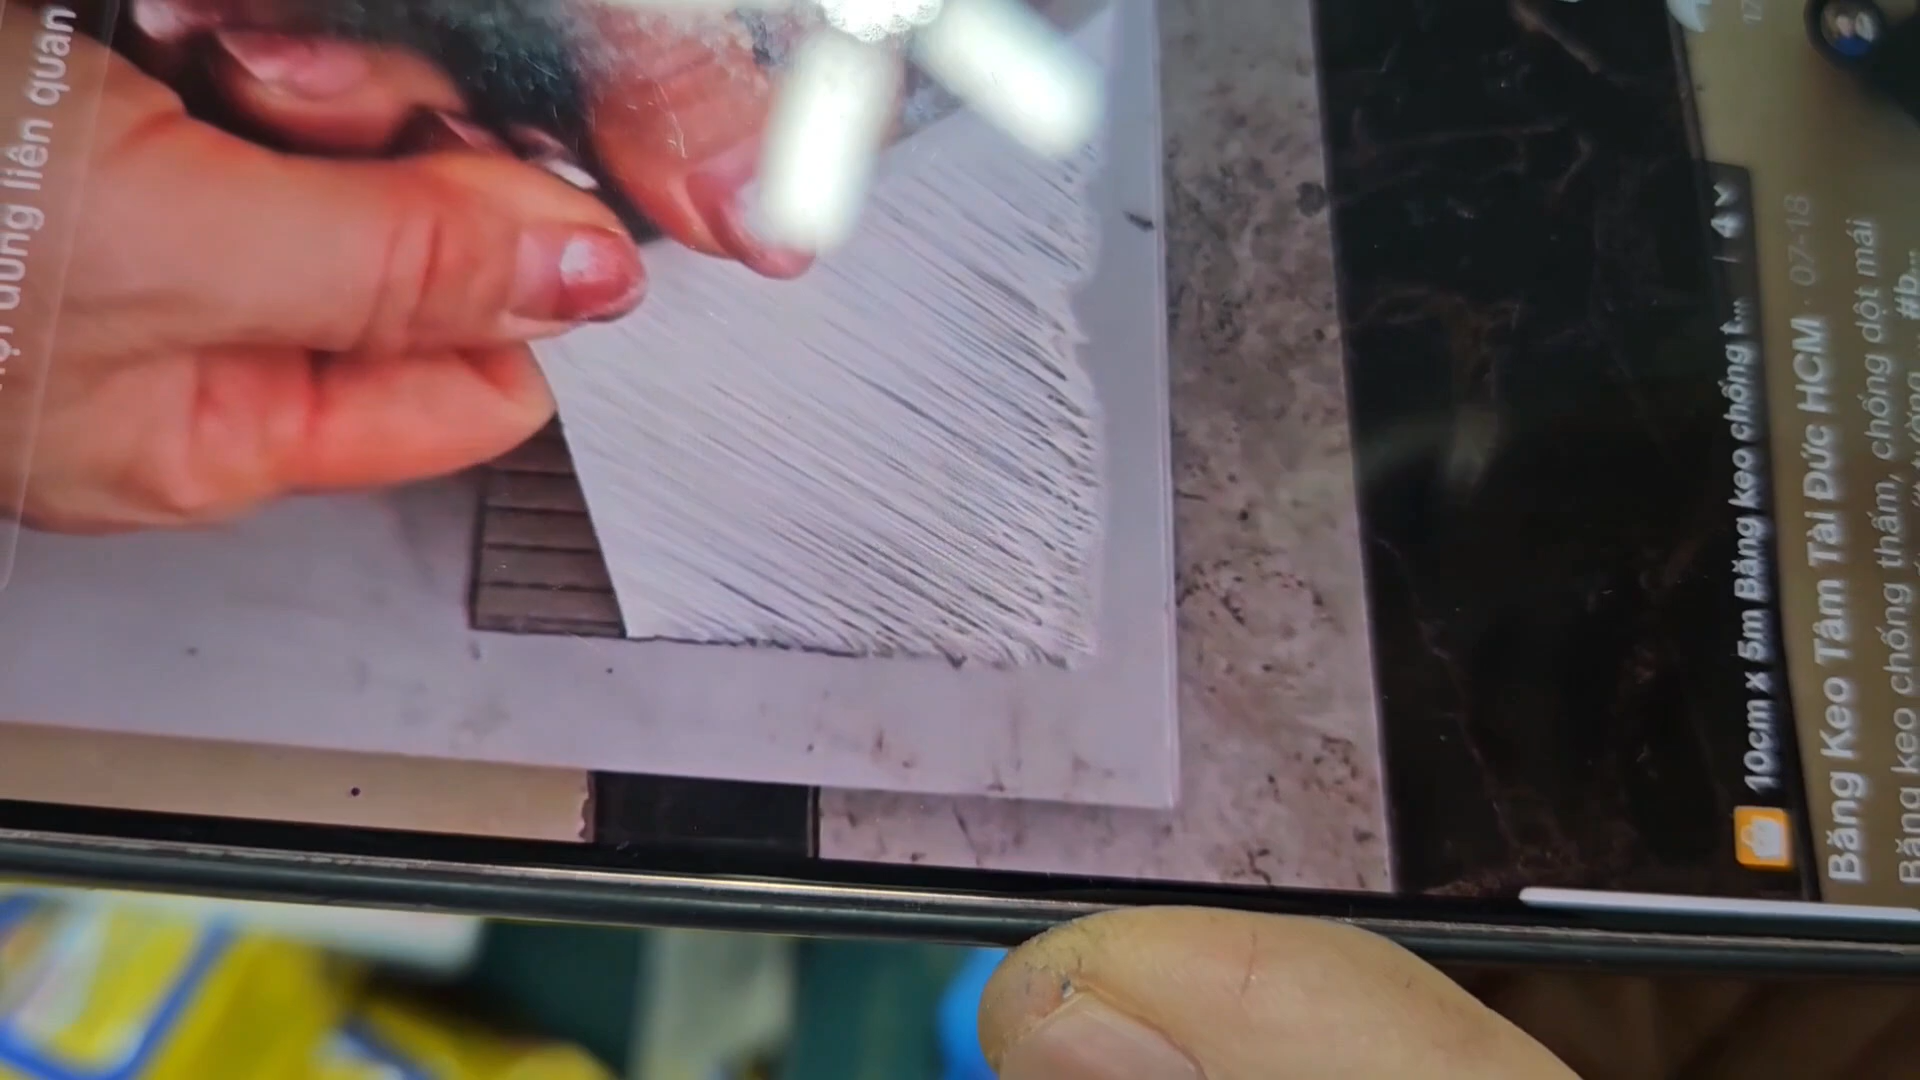 dung liên quan
10cm x 5m Băng keo chống t... | 4
Băng Keo Tâm Tài Đức HCM · 07-18
Băng keo chống thấm, chống dột mái
#b...